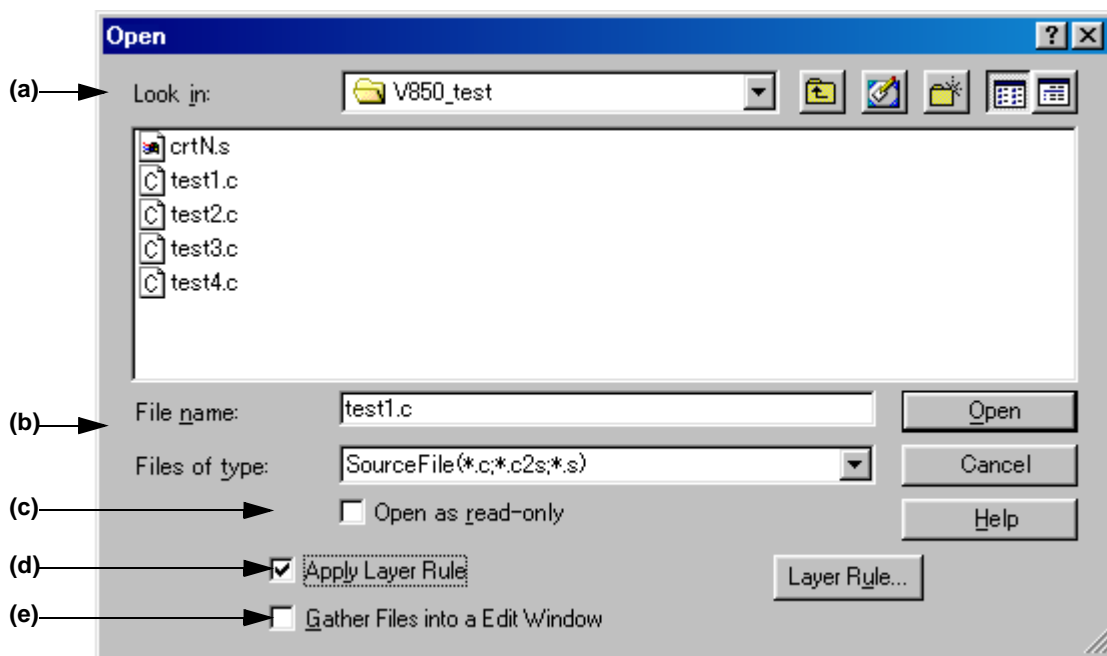 Open
(a) Look in: V850_test
crtN.s
test1.c
test2.c
test3.c
test4.c
(b) File name: test1.c Open
Files of type: SourceFile(*.c;*.c2s;*.s) Cancel
(c) Open as read-only Help
(d) Apply Layer Rule Layer Rule...
(e) Gather Files into a Edit Window